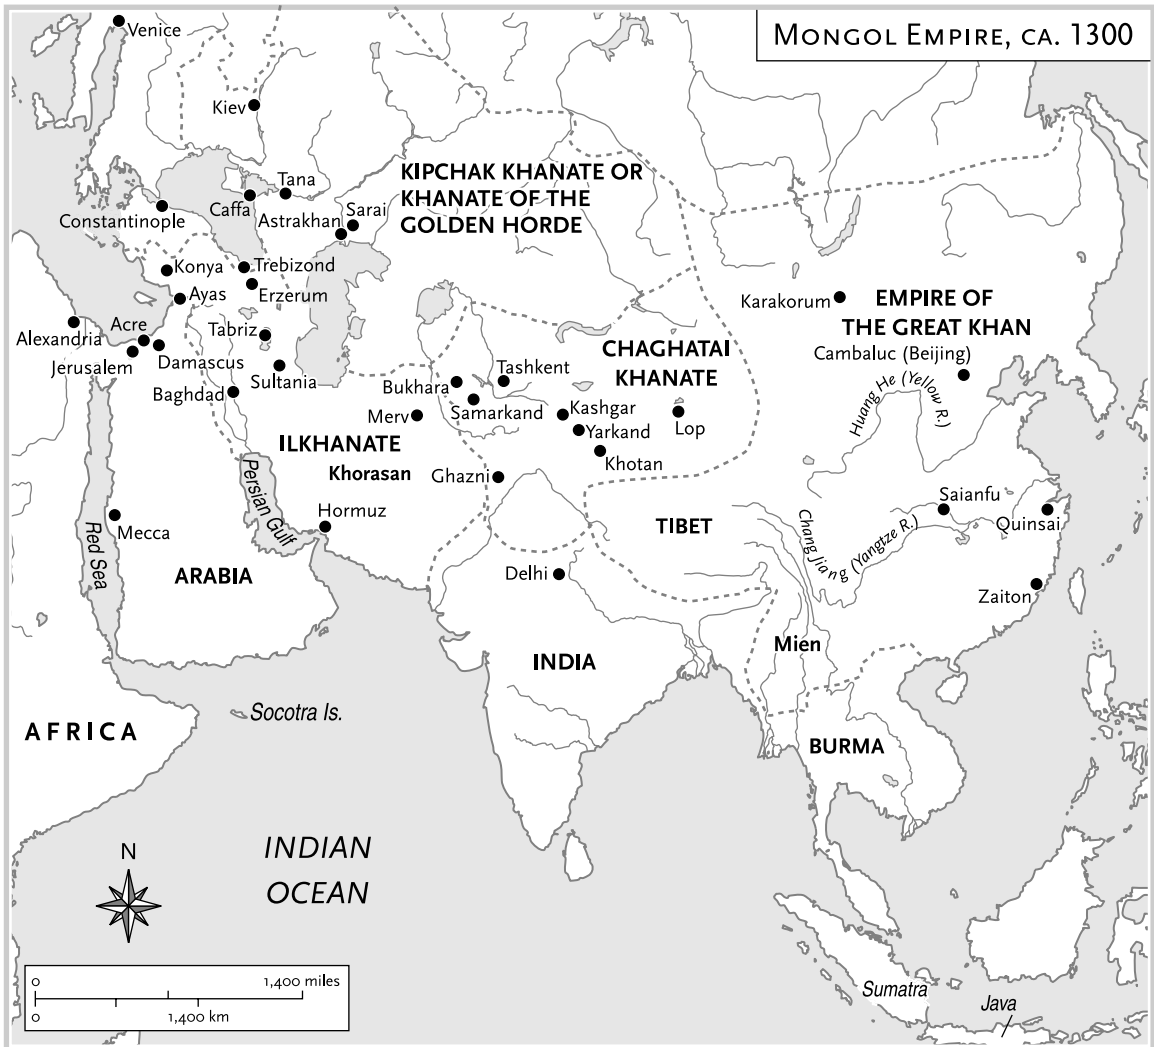 MONGOL EMPIRE, CA. 1300
Venice
Kiev
Tana
Caffa
Astrakhan
Sarai
Constantinople
KIPCHAK KHANATE OR
KHANATE OF THE
GOLDEN HORDE
Konya
Trebizond
Ayas
Erzerum
Alexandria
Acre
Tabriz
Jerusalem
Damascus
Sultania
Baghdad
Karakorum
EMPIRE OF
THE GREAT KHAN
Cambaluc (Beijing)
CHAGHATAI
KHANATE
Tashkent
Bukhara
Samarkand
Merv
Kashgar
Yarkand
Khotan
Lop
Huang He (Yellow R.)
ILKHANATE
Khorasan
Ghazni
Persian Gulf
Hormuz
Red Sea
Mecca
ARABIA
TIBET
Chang Jiang (Yangtze R.)
Saianfu
Quinsai
Zaiton
Delhi
INDIA
Mien
BURMA
Socotra Is.
AFRICA
INDIAN
OCEAN
N
0 1,400 miles
0 1,400 km
Sumatra
Java